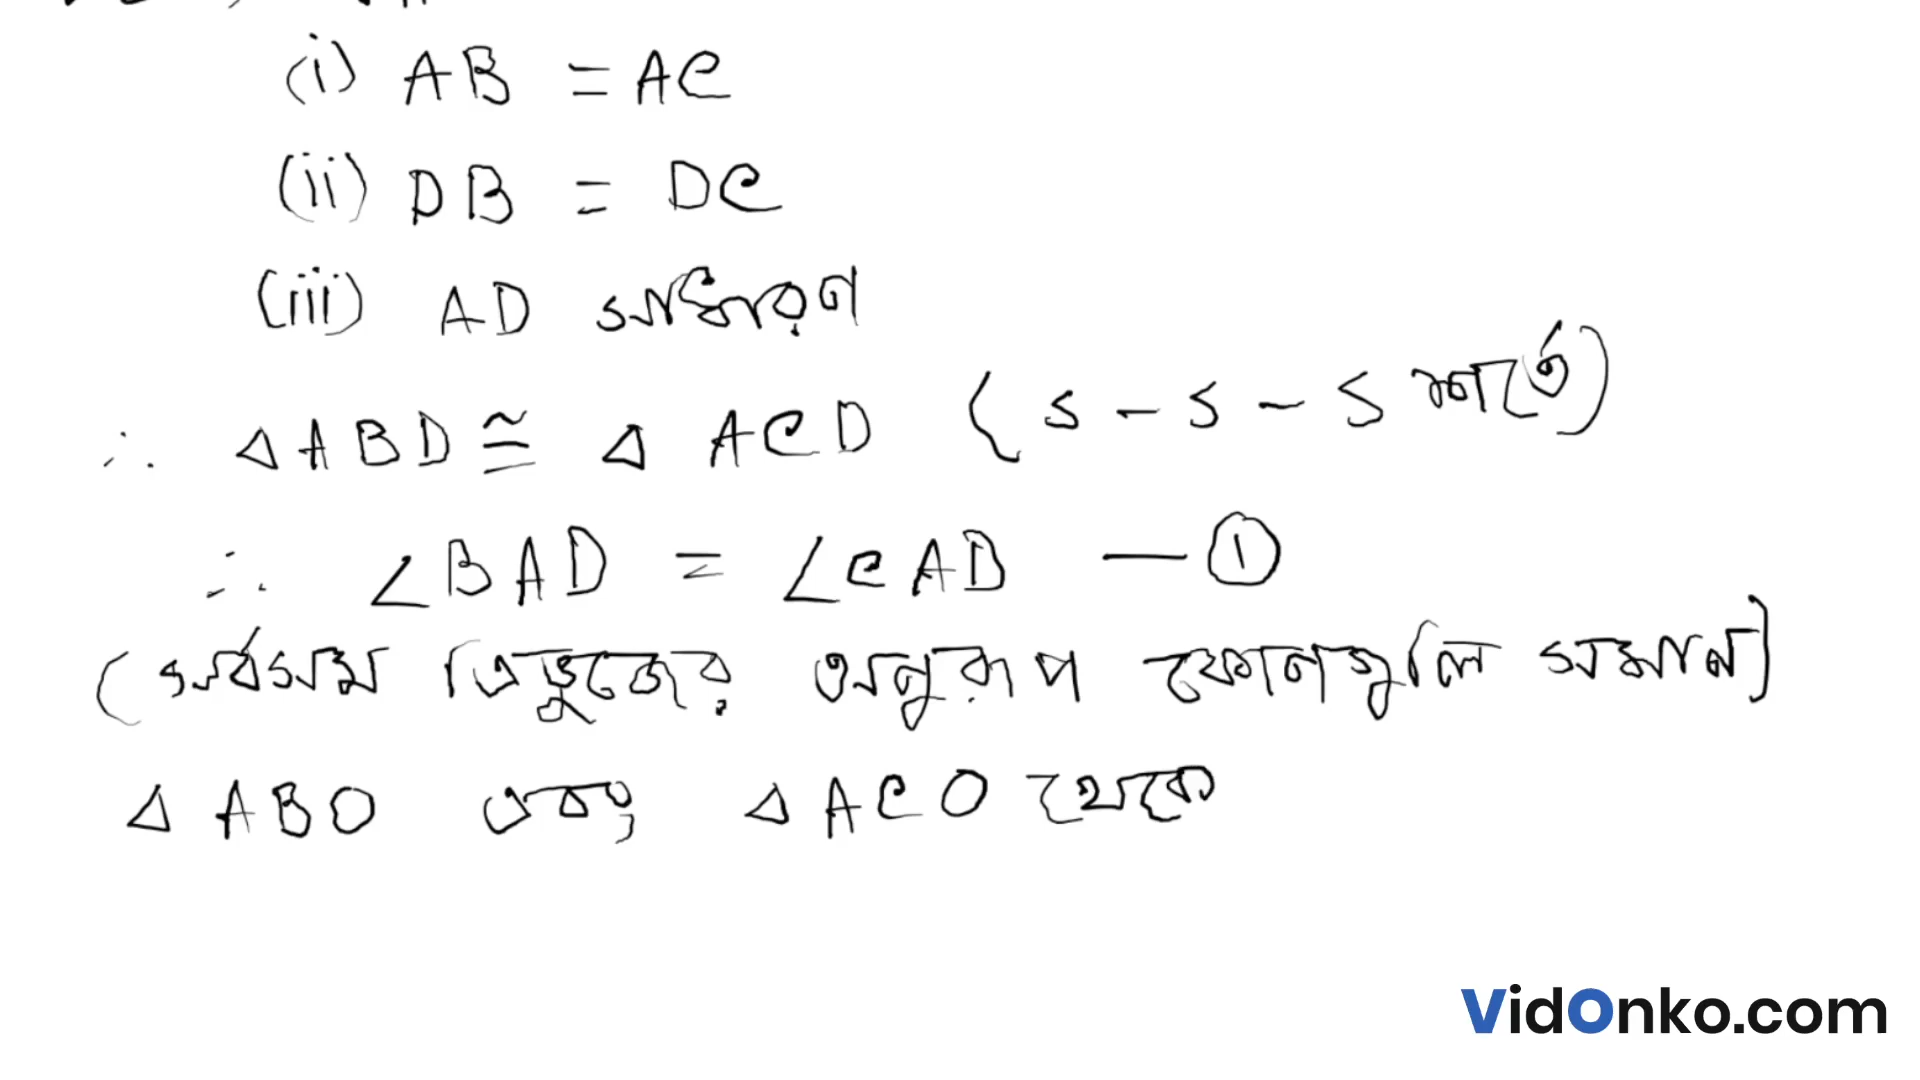 (i) AB = AC
(ii) DB = DC
(iii) AD সাধারণ
∴ △ABD ≅ △ ACD (S - S - S শর্তে)
∴ ∠BAD = ∠CAD — ①
(সর্বসম ত্রিভুজের অনুরূপ কোণগুলি সমান)
△ ABO এবং △ ACO থেকে
VidOnko.com